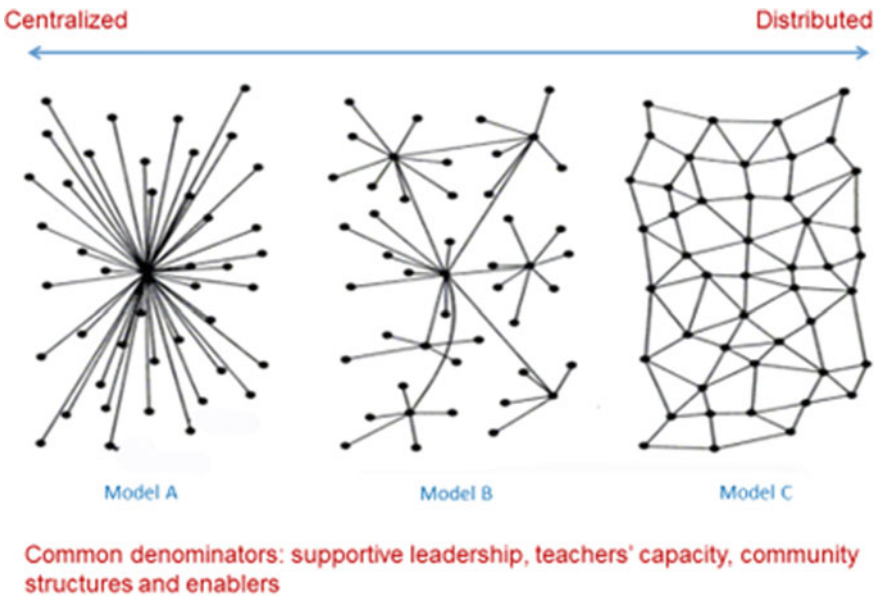 Centralized Distributed
Model A Model B Model C
Common denominators: supportive leadership, teachers' capacity, community
structures and enablers